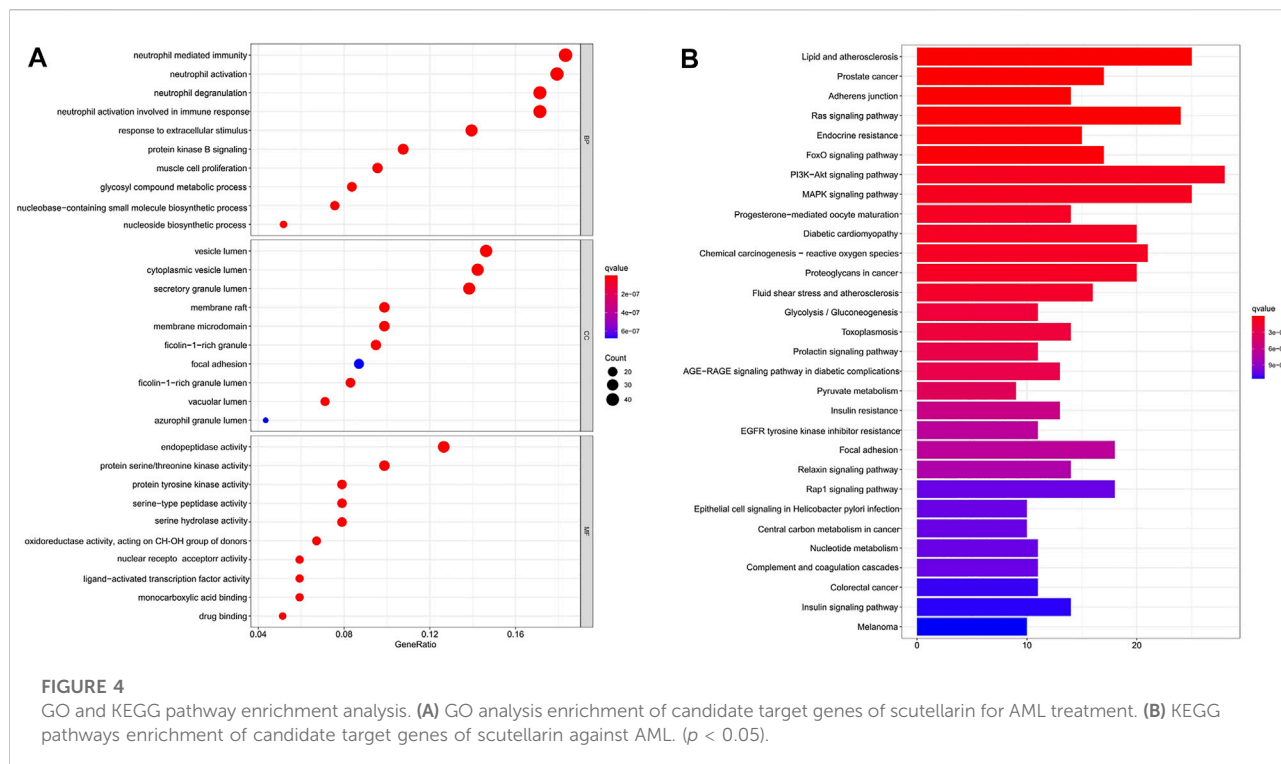 A
neutrophil mediated immunity
neutrophil activation
neutrophil degranulation
neutrophil activation involved in immune response
response to extracellular stimulus
protein kinase B signaling
muscle cell proliferation
glycosyl compound metabolic process
nucleobase-containing small molecule biosynthetic process
nucleoside biosynthetic process
BP
vesicle lumen
cytoplasmic vesicle lumen
secretory granule lumen
membrane raft
membrane microdomain
ficolin-1-rich granule
focal adhesion
ficolin-1-rich granule lumen
vacuolar lumen
azurophil granule lumen
CC
endopeptidase activity
protein serine/threonine kinase activity
protein tyrosine kinase activity
serine-type peptidase activity
serine hydrolase activity
oxidoreductase activity, acting on CH-OH group of donors
nuclear recepto acceptorr activity
ligand-activated transcription factor activity
monocarboxylic acid binding
drug binding
MF
0.04 0.08 0.12 0.16
GeneRatio
qvalue
2e-07
4e-07
6e-07
Count
20
30
40
B
Lipid and atherosclerosis
Prostate cancer
Adherens junction
Ras signaling pathway
Endocrine resistance
FoxO signaling pathway
PI3K-Akt signaling pathway
MAPK signaling pathway
Progesterone-mediated oocyte maturation
Diabetic cardiomyopathy
Chemical carcinogenesis - reactive oxygen species
Proteoglycans in cancer
Fluid shear stress and atherosclerosis
Glycolysis / Gluconeogenesis
Toxoplasmosis
Prolactin signaling pathway
AGE-RAGE signaling pathway in diabetic complications
Pyruvate metabolism
Insulin resistance
EGFR tyrosine kinase inhibitor resistance
Focal adhesion
Relaxin signaling pathway
Rap1 signaling pathway
Epithelial cell signaling in Helicobacter pylori infection
Central carbon metabolism in cancer
Nucleotide metabolism
Complement and coagulation cascades
Colorectal cancer
Insulin signaling pathway
Melanoma
0 10 20
qvalue
3e-
6e-
9e-
FIGURE 4
GO and KEGG pathway enrichment analysis. (A) GO analysis enrichment of candidate target genes of scutellarin for AML treatment. (B) KEGG
pathways enrichment of candidate target genes of scutellarin against AML. (p < 0.05).